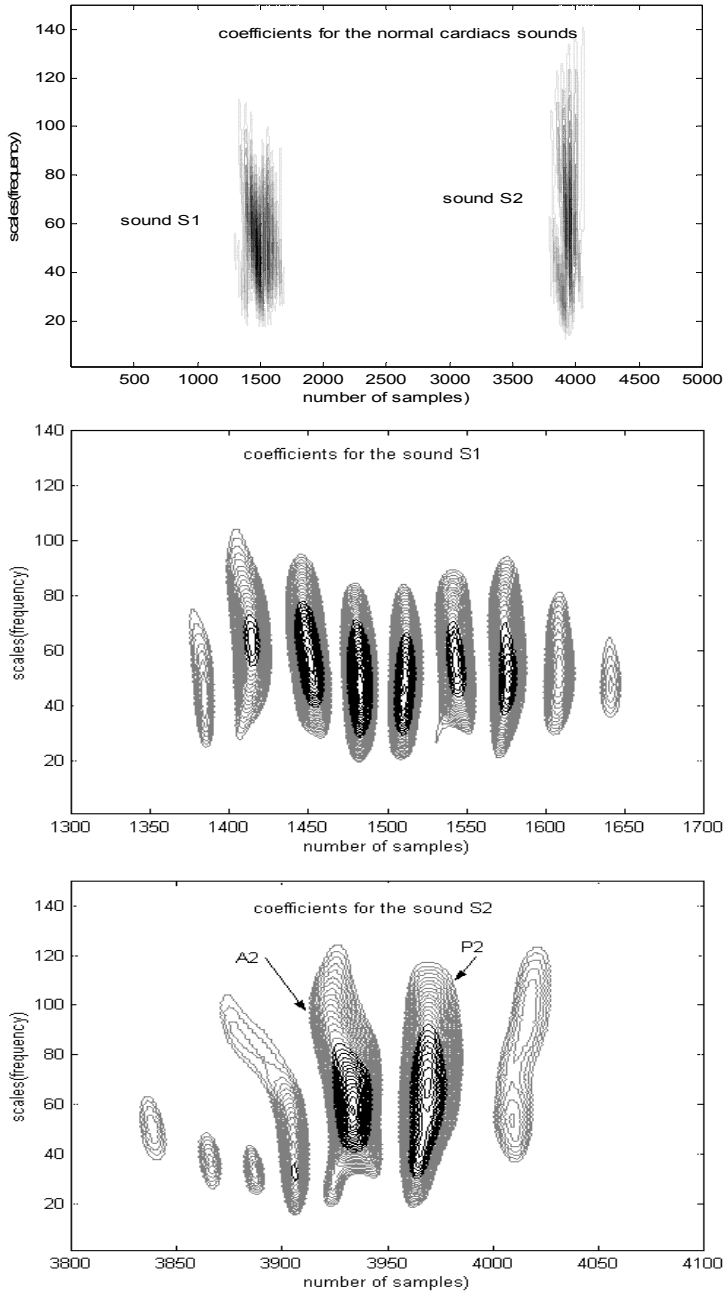 coefficients for the normal cardiacs sounds
140
120
100
80
60
40
20
scales(frequency)
sound S1
sound S2
500 1000 1500 2000 2500 3000 3500 4000 4500 5000
number of samples)
coefficients for the sound S1
140
120
100
80
60
40
20
scales(frequency)
1300 1350 1400 1450 1500 1550 1600 1650 1700
number of samples)
coefficients for the sound S2
A2
P2
140
120
100
80
60
40
20
scales(frequency)
3800 3850 3900 3950 4000 4050 4100
number of samples)